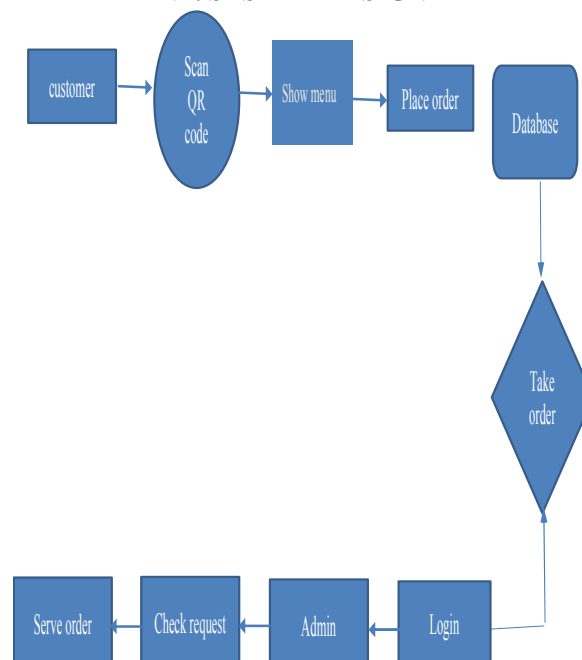 customer
Scan
QR
code
Show menu
Place order
Database
Take
order
Serve order
Check request
Admin
Login